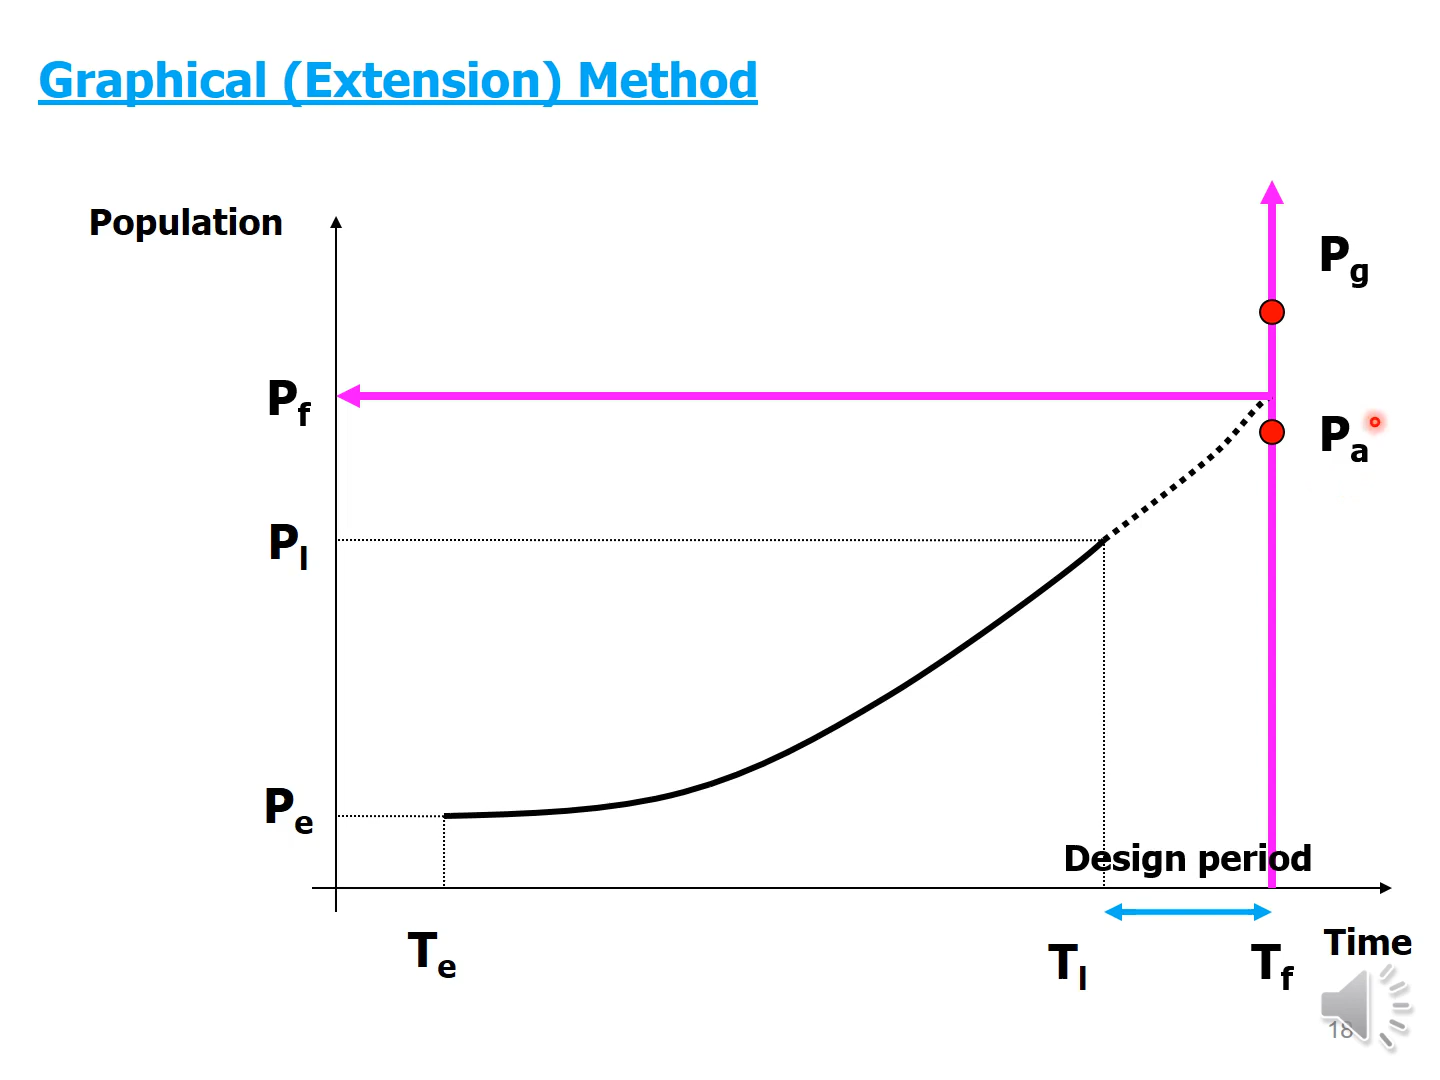 Graphical (Extension) Method
Population
Pg
Pf
Pa
Pl
Pe
Design period
Te
Tl
Tf
Time
18